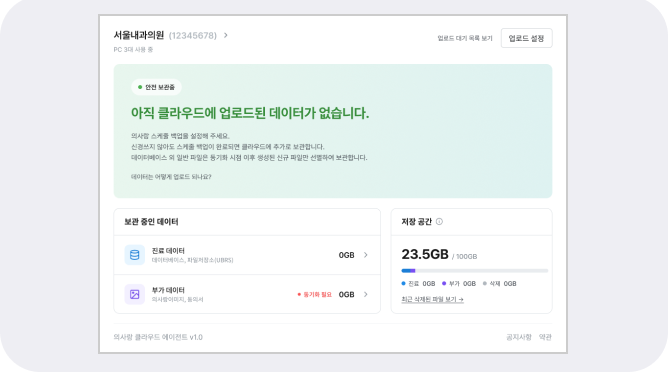 서울내과의원 (12345678) >
PC 3대 사용 중
업로드 대기 목록 보기
업로드 설정
안전 보관중
아직 클라우드에 업로드된 데이터가 없습니다.
의사랑 스케줄 백업을 설정해 주세요.
신경쓰지 않아도 스케줄 백업이 완료되면 클라우드에 추가로 보관합니다.
데이터베이스 외 일반 파일은 동기화 시점 이후 생성된 신규 파일만 선별하여 보관합니다.
데이터는 어떻게 업로드 되나요?
보관 중인 데이터
진료 데이터
데이터베이스, 파일저장소(UBRS)
0GB >
부가 데이터
의사랑이미지, 동의서
동기화 필요 0GB >
저장 공간
23.5GB / 100GB
진료 0GB 부가 0GB 삭제 0GB
최근 삭제된 파일 보기 →
의사랑 클라우드 에이전트 v1.0
공지사항 약관